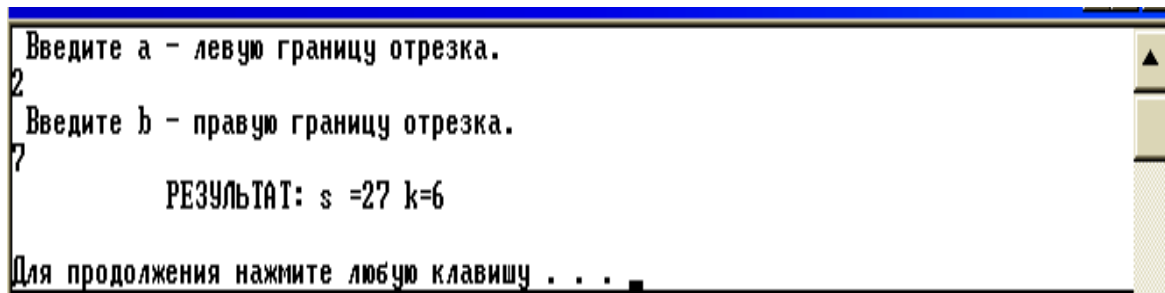 Введите a - левую границу отрезка.
2
Введите b - правую границу отрезка.
7
РЕЗУЛЬТАТ: s =27 k=6
Для продолжения нажмите любую клавишу . . .